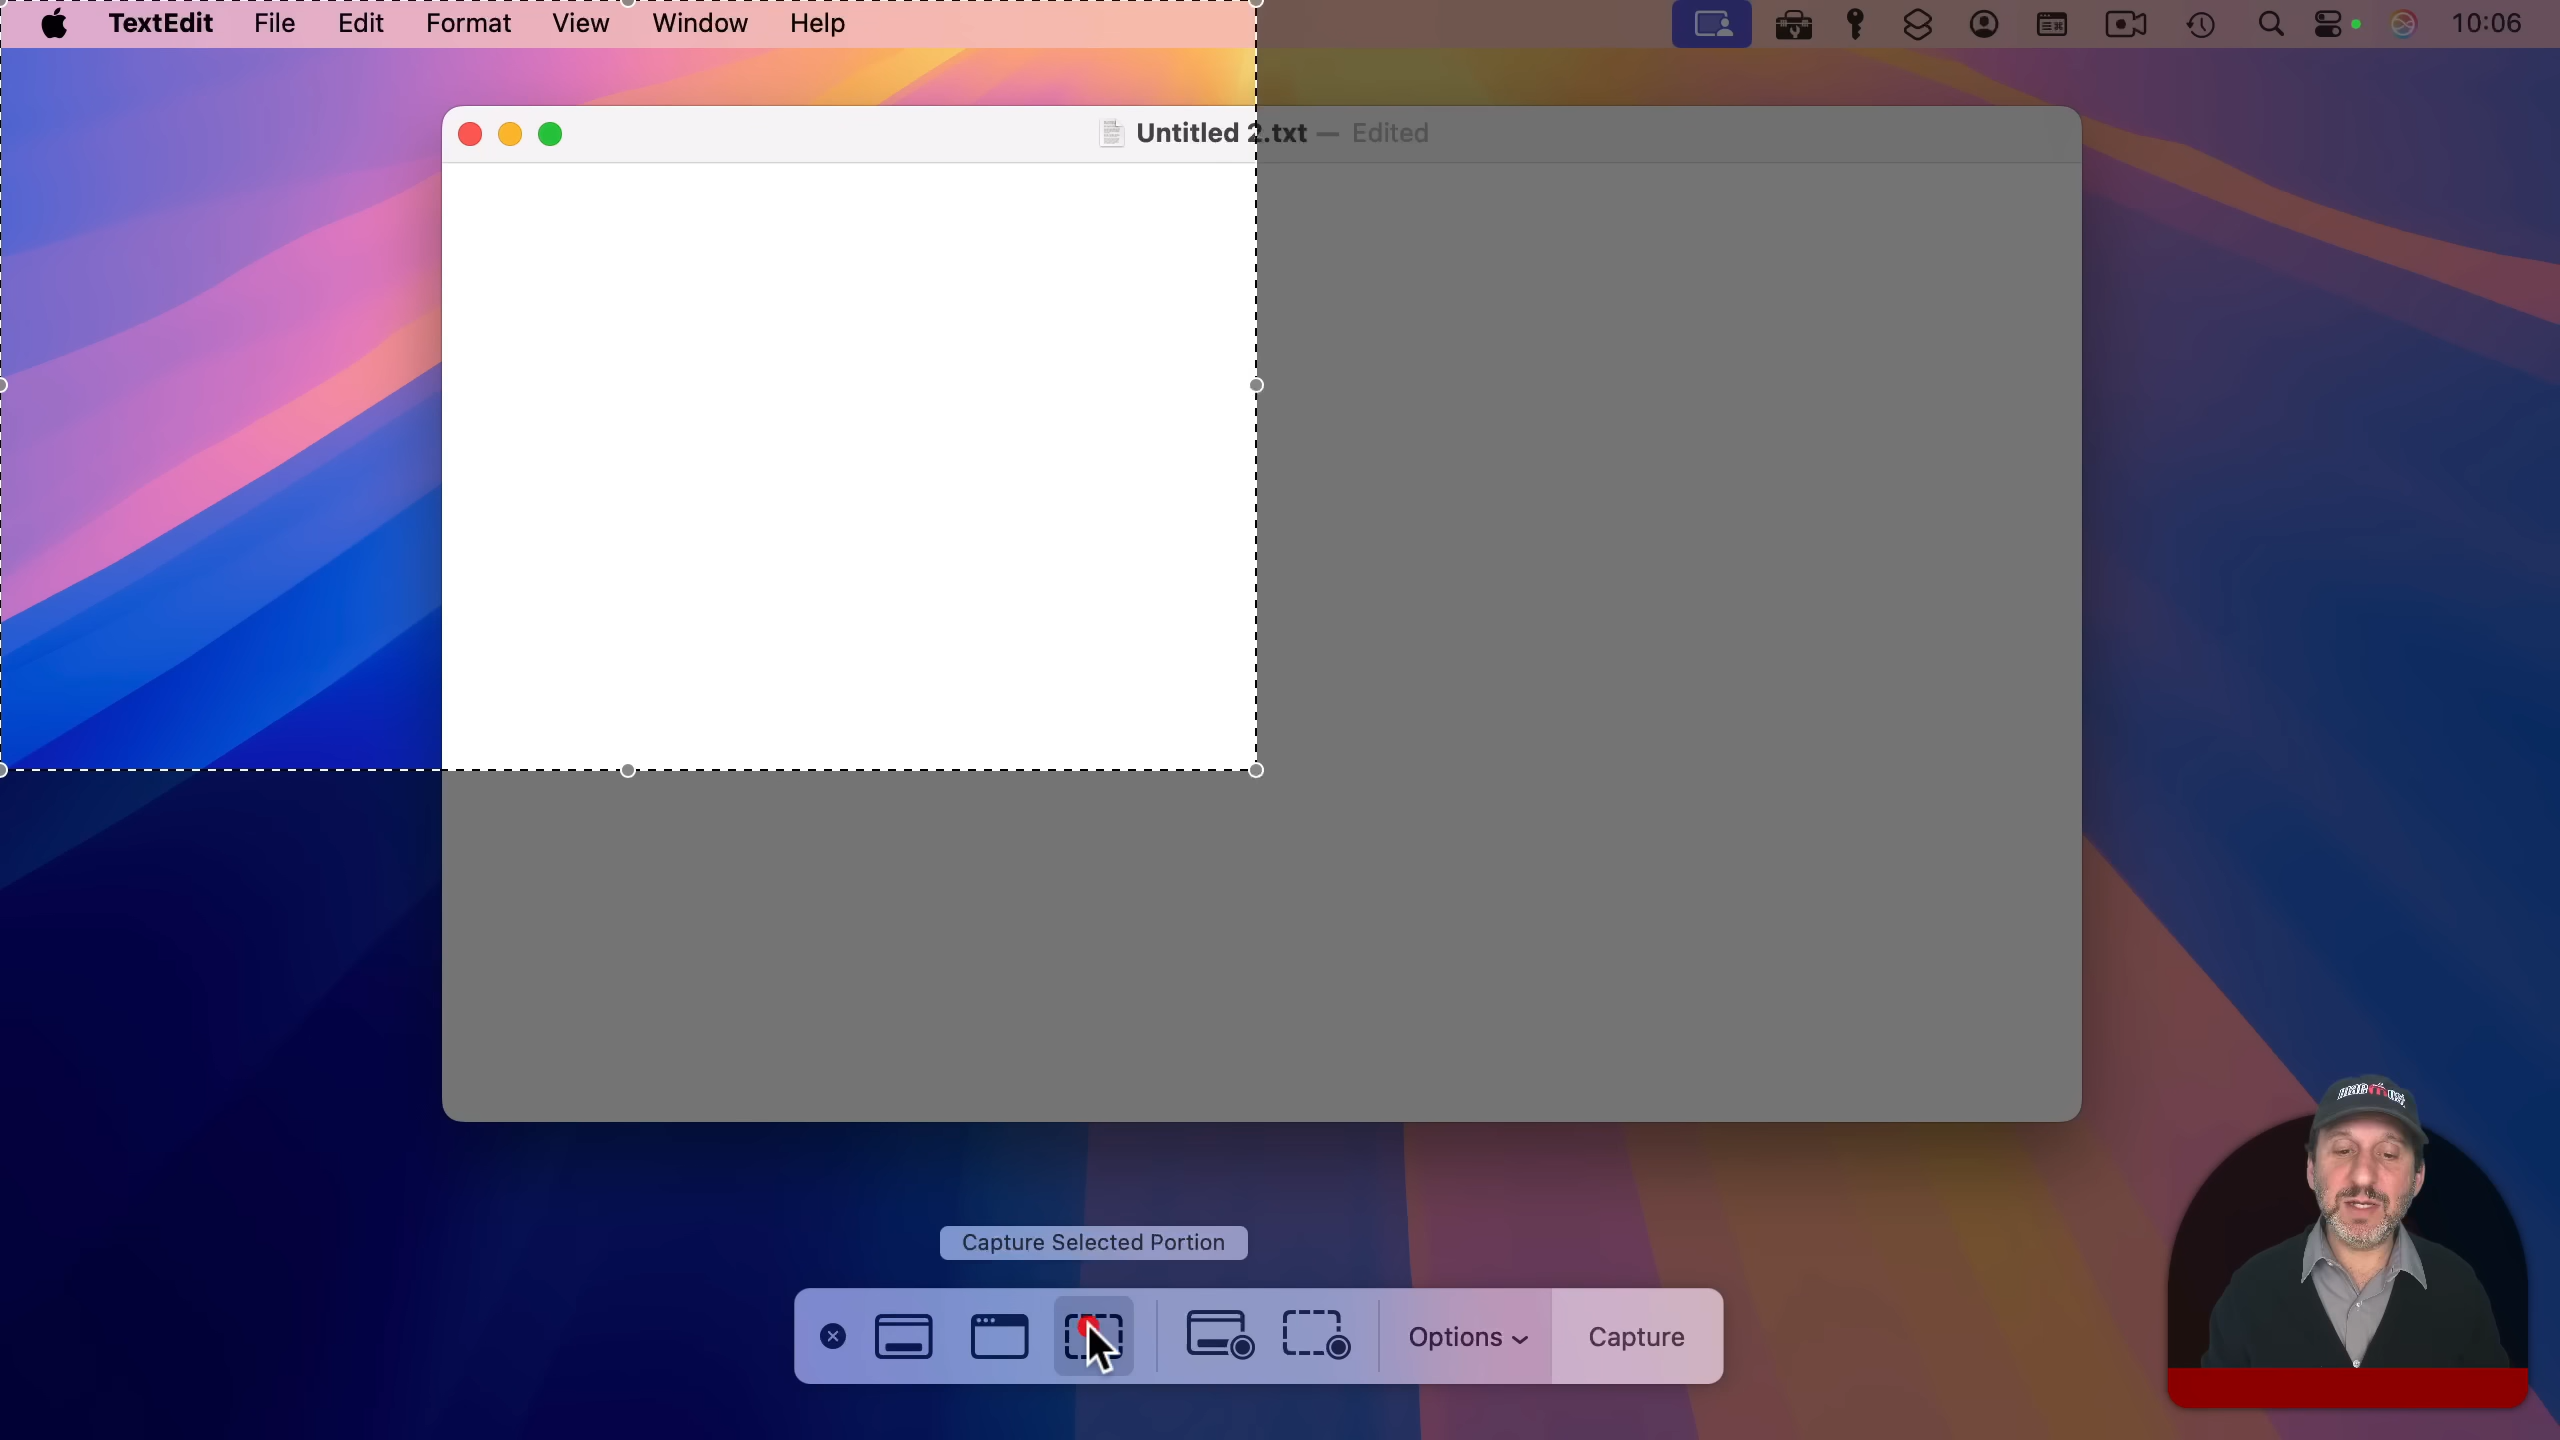 TextEdit File Edit Format View Window Help 10:06
Untitled 2.txt — Edited
Capture Selected Portion
Options Capture